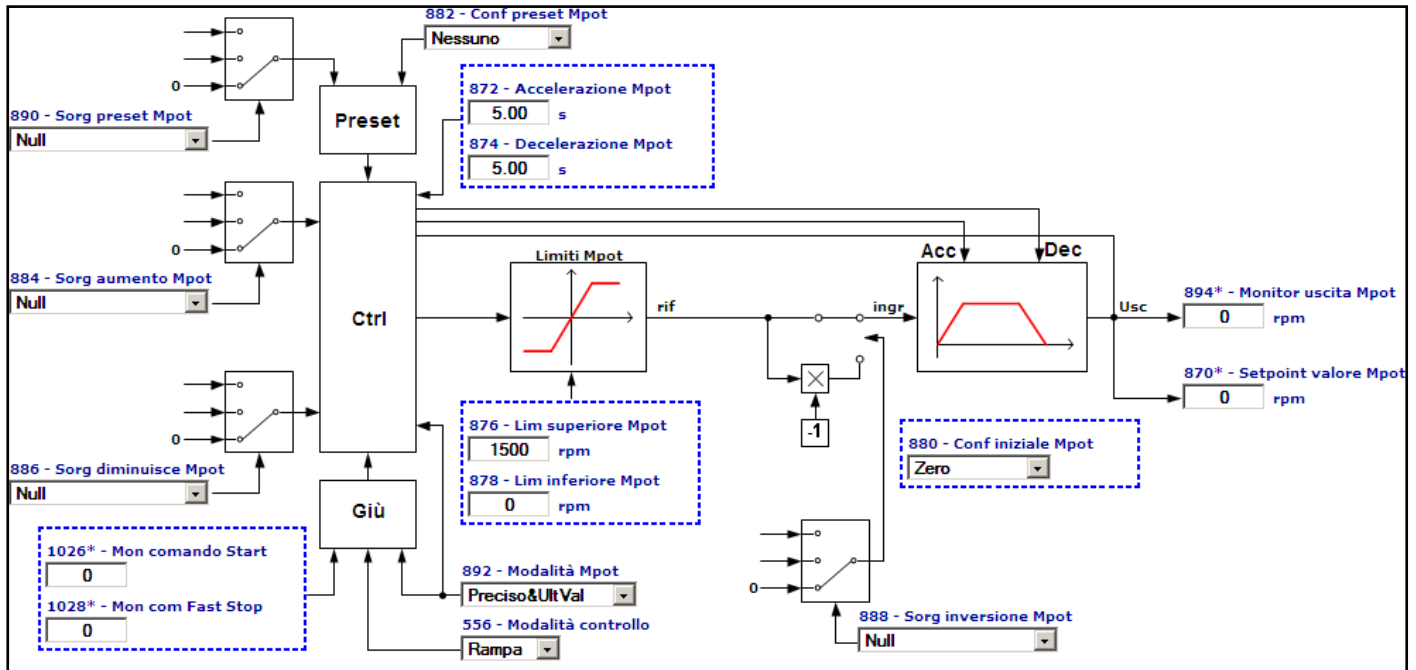 882 - Conf preset Mpot
Nessuno
0
890 - Sorg preset Mpot
Null
Preset
872 - Accelerazione Mpot
5.00 s
874 - Decelerazione Mpot
5.00 s
0
884 - Sorg aumento Mpot
Null
Ctrl
Limiti Mpot
rif
ingr
Acc Dec
Usc
894* - Monitor uscita Mpot
0 rpm
870* - Setpoint valore Mpot
0 rpm
-1
876 - Lim superiore Mpot
1500 rpm
878 - Lim inferiore Mpot
0 rpm
880 - Conf iniziale Mpot
Zero
0
886 - Sorg diminuisce Mpot
Null
Giù
1026* - Mon comando Start
0
1028* - Mon com Fast Stop
0
892 - Modalità Mpot
Preciso&UltVal
556 - Modalità controllo
Rampa
0
888 - Sorg inversione Mpot
Null